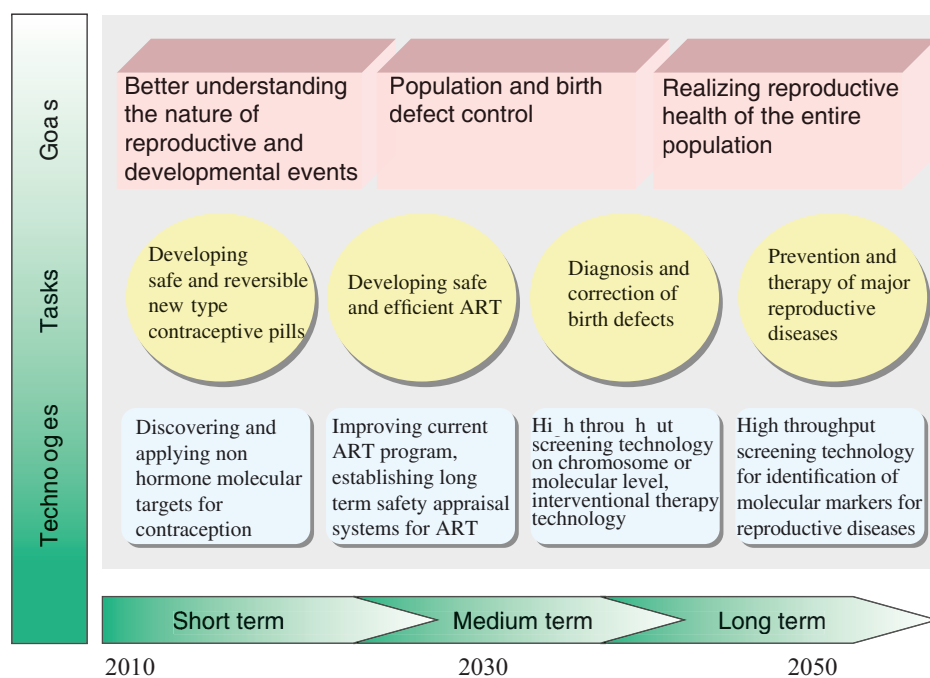 Goa s
Better understanding
the nature of
reproductive and
developmental events
Population and birth
defect control
Realizing reproductive
health of the entire
population
Tasks
Developing
safe and reversible
new type
contraceptive pills
Developing safe
and efficient ART
Diagnosis and
correction of
birth defects
Prevention and
therapy of major
reproductive
diseases
Techno oges
Discovering and
applying non
hormone molecular
targets for
contraception
Improving current
ART program,
establishing long
term safety appraisal
systems for ART
Hi h throu h ut
screening technology
on chromosome or
molecular level,
interventional therapy
technology
High throughput
screening technology
for identification of
molecular markers for
reproductive diseases
Short term
Medium term
Long term
2010
2030
2050